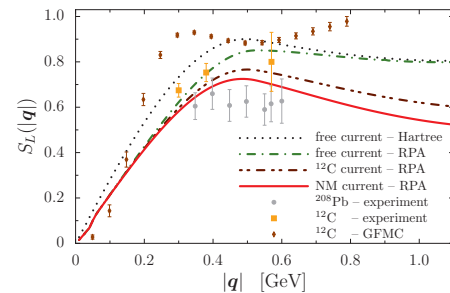 1.0
0.8
0.6
0.4
0.2
0
S_L(|q|)
free current – Hartree
free current – RPA
¹²C current – RPA
NM current – RPA
²⁰⁸Pb – experiment
¹²C – experiment
¹²C – GFMC
0 0.2 0.4 0.6 0.8 1.0
|q| [GeV]